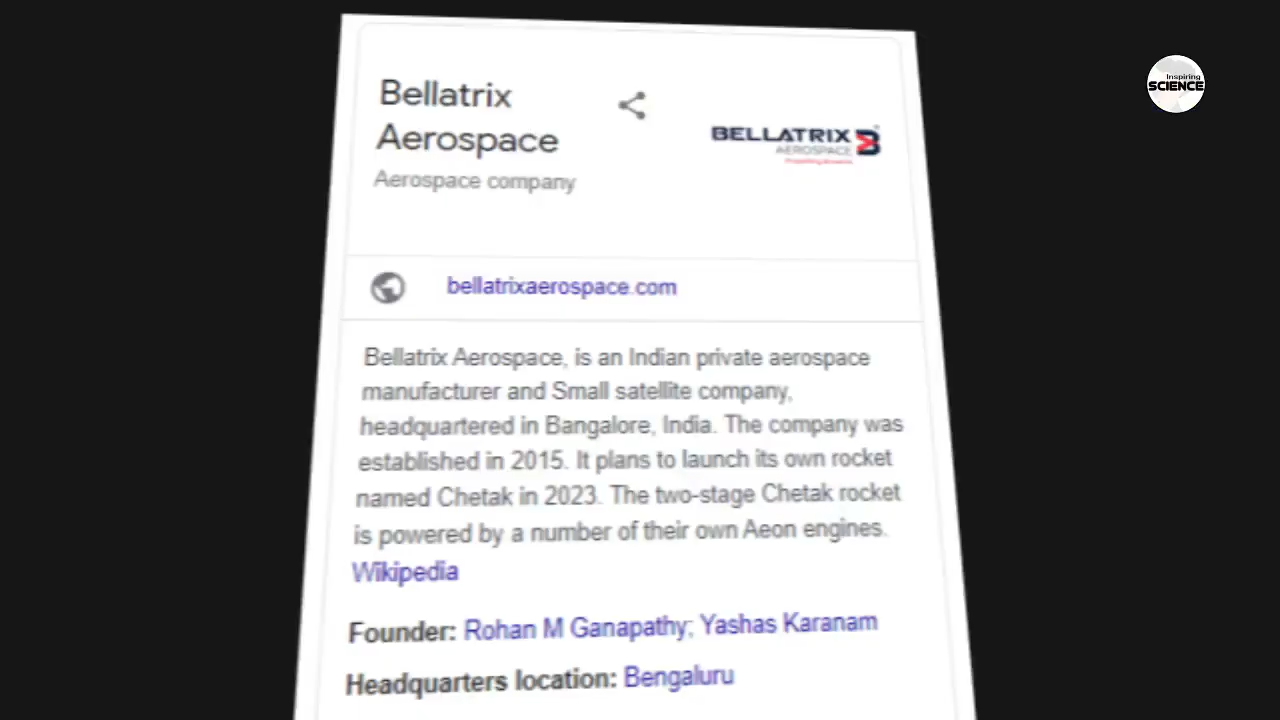 Bellatrix
Aerospace
Aerospace company
BELLATRIX
AEROSPACE
Inspiring
SCIENCE
bellatrixaerospace.com
Bellatrix Aerospace, is an Indian private aerospace
manufacturer and Small satellite company,
headquartered in Bangalore, India. The company was
established in 2015. It plans to launch its own rocket
named Chetak in 2023. The two-stage Chetak rocket
is powered by a number of their own Aeon engines.
Wikipedia
Founder: Rohan M Ganapathy; Yashas Karanam
Headquarters location: Bengaluru